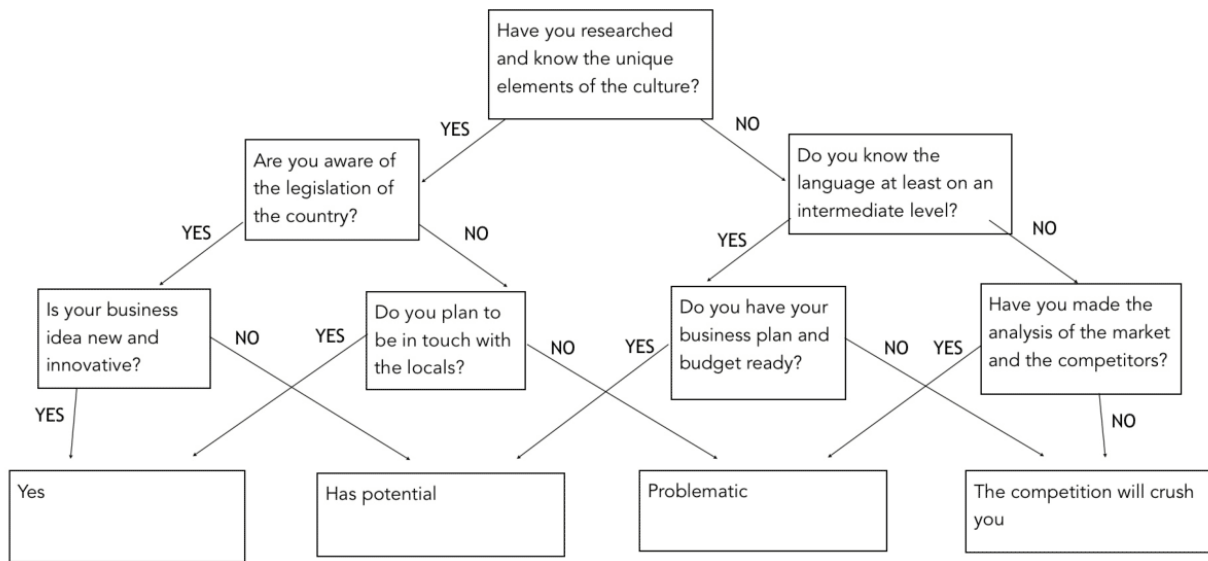 Have you researched
and know the unique
elements of the culture?
YES
NO
Are you aware of
the legislation of
the country?
Do you know the
language at least on an
intermediate level?
YES
NO
YES
NO
Is your business
idea new and
innovative?
Do you plan to
be in touch with
the locals?
Do you have your
business plan and
budget ready?
Have you made the
analysis of the market
and the competitors?
YES
NO
YES
NO
YES
NO
YES
NO
Yes
Has potential
Problematic
The competition will crush
you